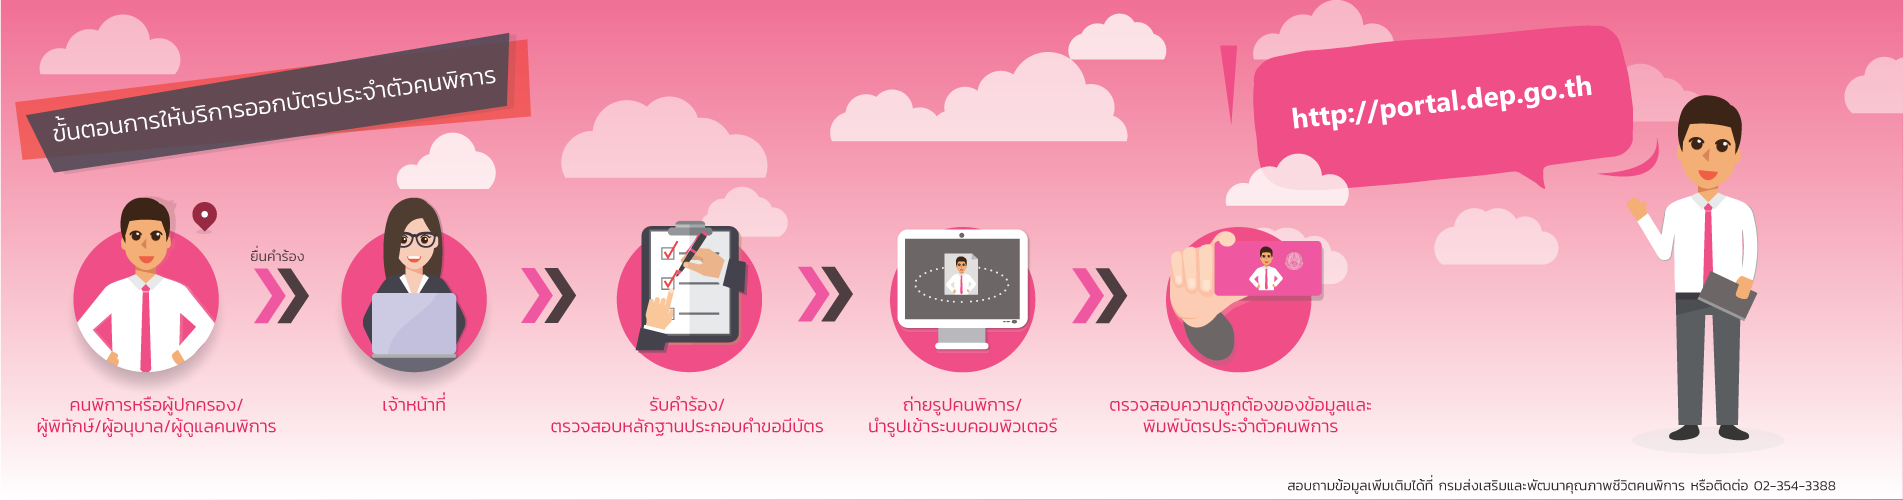 ขั้นตอนการให้บริการออกบัตรประจำตัวคนพิการ
http://portal.dep.go.th
ยื่นคำร้อง
คนพิการหรือผู้ปกครอง/
ผู้พิทักษ์/ผู้อนุบาล/ผู้ดูแลคนพิการ
เจ้าหน้าที่
รับคำร้อง/
ตรวจสอบหลักฐานประกอบคำขอมีบัตร
ถ่ายรูปคนพิการ/
นำรูปเข้าระบบคอมพิวเตอร์
ตรวจสอบความถูกต้องของข้อมูลและ
พิมพ์บัตรประจำตัวคนพิการ
สอบถามข้อมูลเพิ่มเติมได้ที่ กรมส่งเสริมและพัฒนาคุณภาพชีวิตคนพิการ หรือติดต่อ 02-354-3388